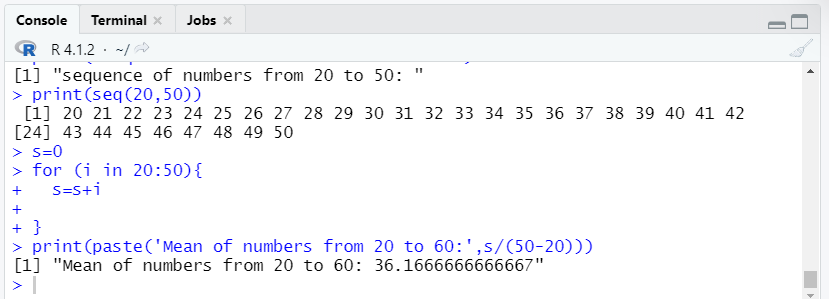 Console Terminal × Jobs ×
R R 4.1.2 · ~/
[1] "sequence of numbers from 20 to 50: "
> print(seq(20,50))
 [1] 20 21 22 23 24 25 26 27 28 29 30 31 32 33 34 35 36 37 38 39 40 41 42
[24] 43 44 45 46 47 48 49 50
> s=0
> for (i in 20:50){
+   s=s+i
+
+ }
> print(paste('Mean of numbers from 20 to 60:',s/(50-20)))
[1] "Mean of numbers from 20 to 60: 36.1666666666667"
>